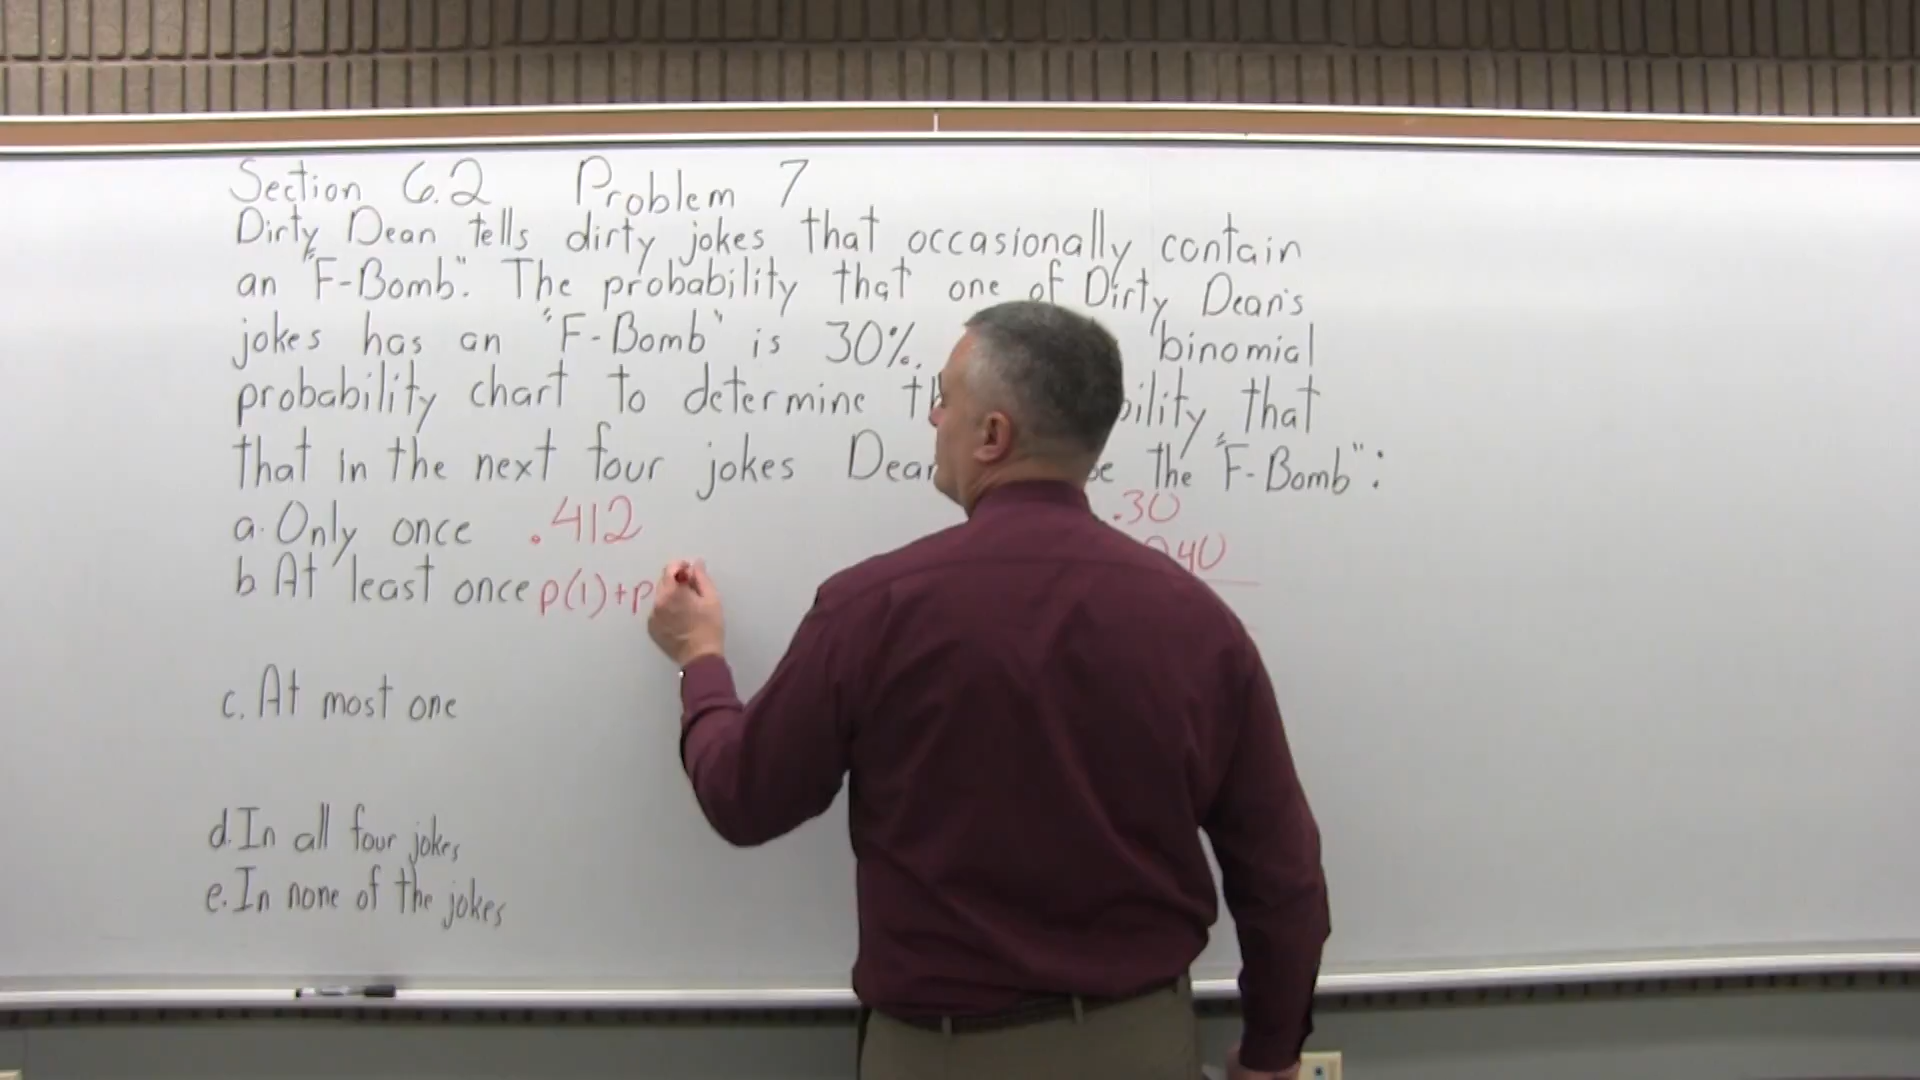 Section 6.2 Problem 7
Dirty Dean tells dirty jokes that occasionally contain
an "F-Bomb". The probability that one of Dirty Dean's
jokes has an "F-Bomb" is 30%. binomial
probability chart to determine that
that in the next four jokes the "F-Bomb":
a. Only once .412
.30
b At least once p(1)+p
c. At most one
d. In all four jokes
e. In none of the jokes